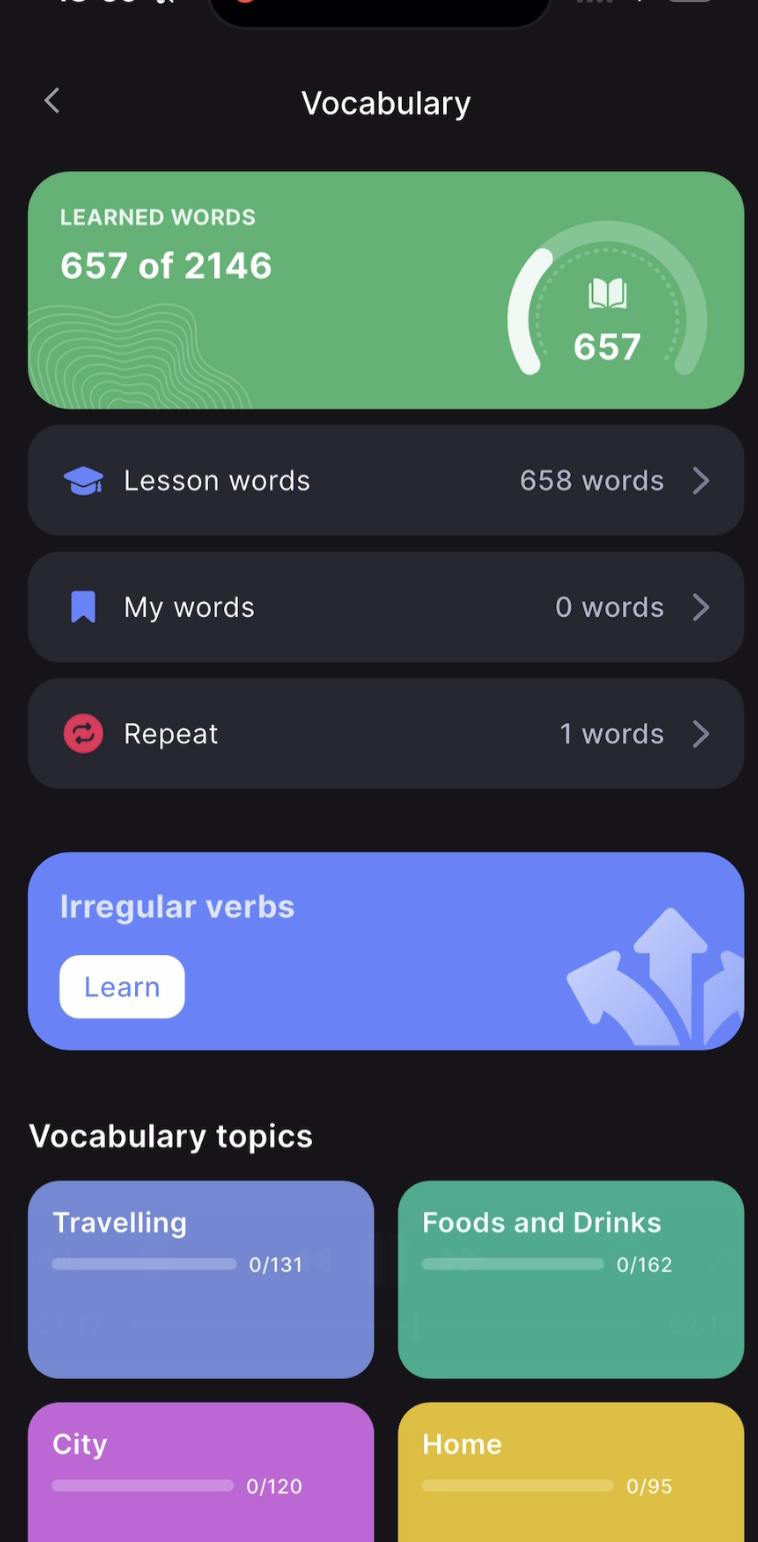 Vocabulary
LEARNED WORDS
657 of 2146
657
Lesson words 658 words
My words 0 words
Repeat 1 words
Irregular verbs
Learn
Vocabulary topics
Travelling
0/131
Foods and Drinks
0/162
City
0/120
Home
0/95